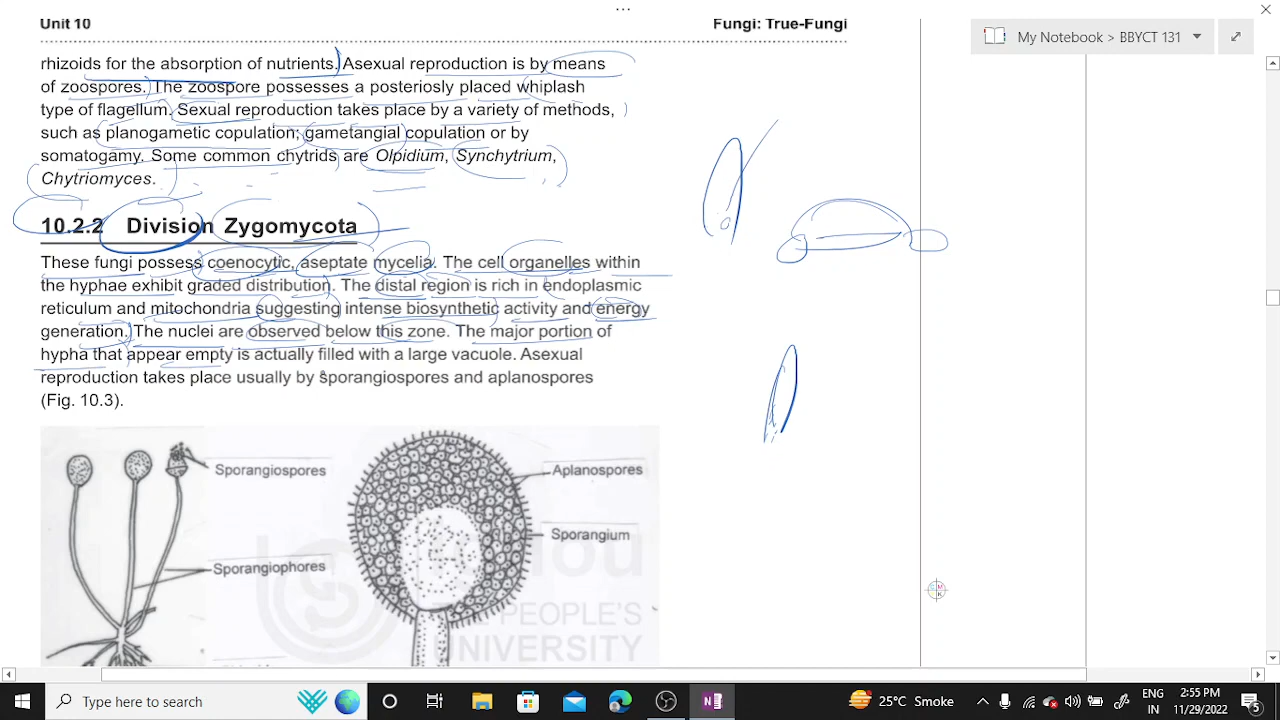 ...
Unit 10 Fungi: True-Fungi
My Notebook > BBYCT 131
rhizoids for the absorption of nutrients. Asexual reproduction is by means
of zoospores. The zoospore possesses a posteriosly placed whiplash
type of flagellum. Sexual reproduction takes place by a variety of methods,
such as planogametic copulation; gametangial copulation or by
somatogamy. Some common chytrids are Olpidium, Synchytrium,
Chytriomyces.
10.2.2 Division Zygomycota
These fungi possess coenocytic, aseptate mycelia. The cell organelles within
the hyphae exhibit graded distribution. The distal region is rich in endoplasmic
reticulum and mitochondria suggesting intense biosynthetic activity and energy
generation. The nuclei are observed below this zone. The major portion of
hypha that appear empty is actually filled with a large vacuole. Asexual
reproduction takes place usually by sporangiospores and aplanospores
(Fig. 10.3).
Sporangiospores
Aplanospores
Sporangium
Sporangiophores
PEOPLE'S
UNIVERSITY
Type here to search
25°C Smoke
ENG
IN
2:55 PM
11/29/2022
5